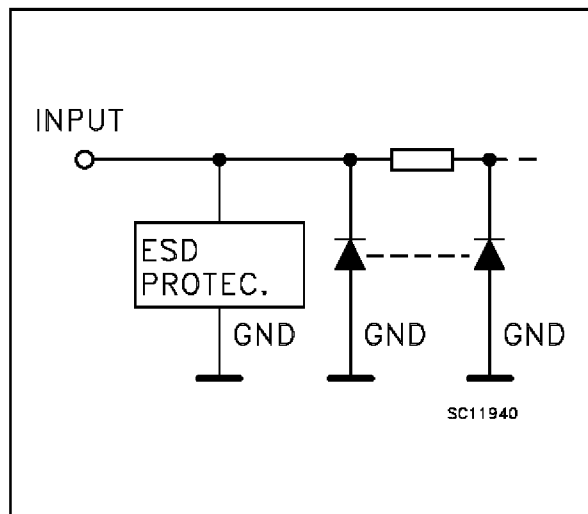 INPUT
ESD
PROTEC.
GND
GND
GND
SC11940